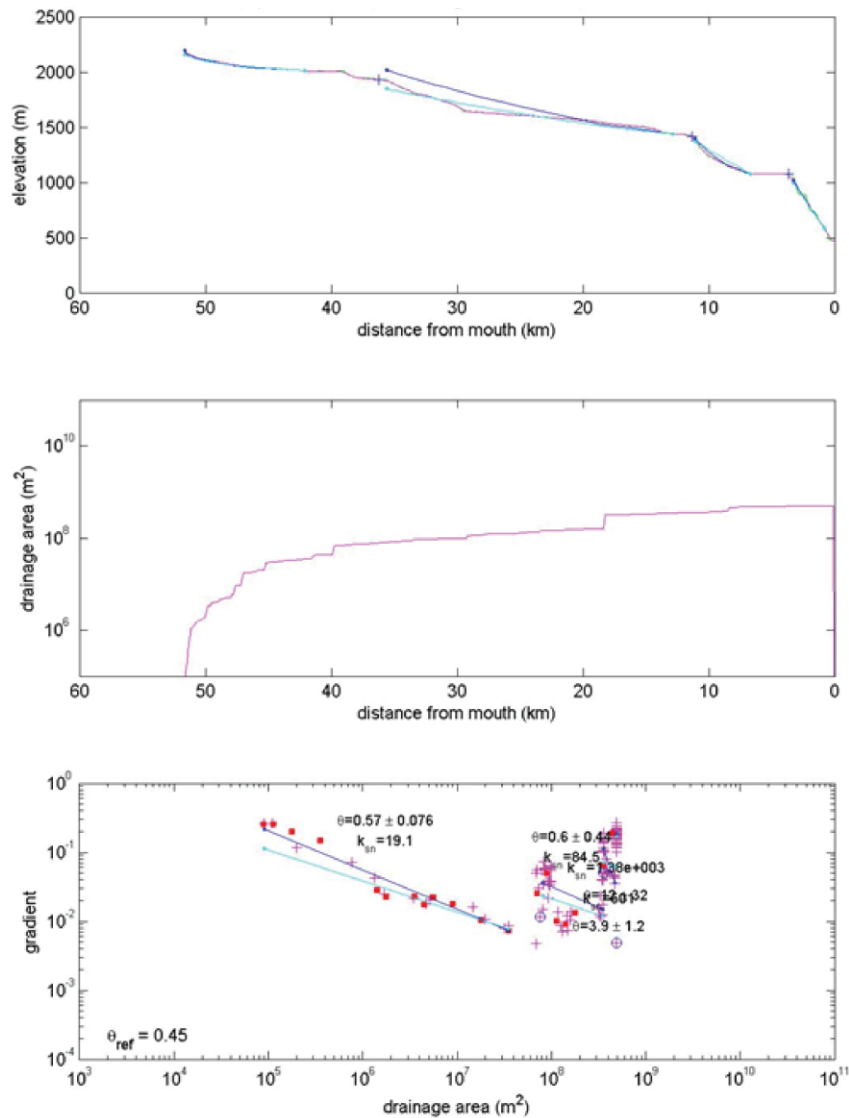 2500
2000
1500
1000
500
0
elevation (m)
60 50 40 30 20 10 0
distance from mouth (km)
10^10
10^8
10^6
drainage area (m^2)
60 50 40 30 20 10 0
distance from mouth (km)
10^0
10^-1
10^-2
10^-3
10^-4
gradient
θ=0.57 ± 0.076
k_sn=19.1
θ=0.6 ± 0.44
k_sn=84.5
k_sn=1.38e+003
θ=3.9 ± 1.2
θ_ref = 0.45
10^3 10^4 10^5 10^6 10^7 10^8 10^9 10^10 10^11
drainage area (m^2)